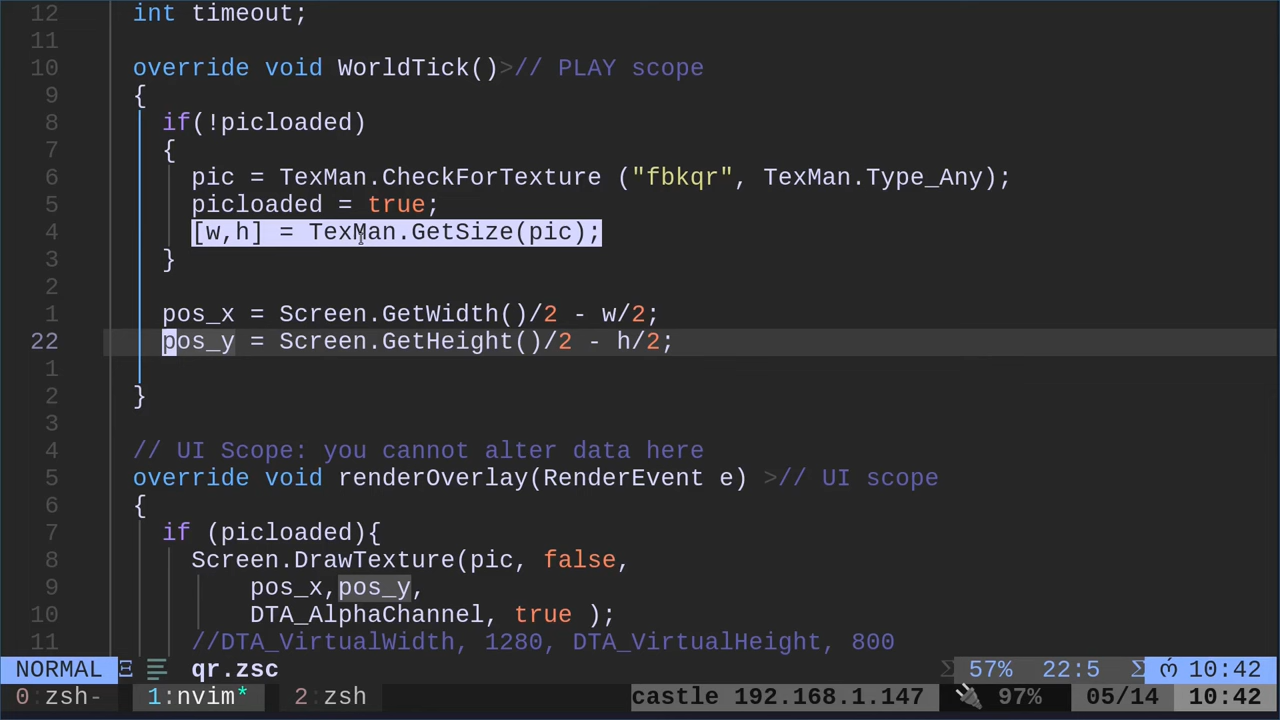 12 int timeout;
11
10 override void WorldTick()>// PLAY scope
9 {
8 if(!picloaded)
7 {
6 pic = TexMan.CheckForTexture ("fbkqr", TexMan.Type_Any);
5 picloaded = true;
4 [w,h] = TexMan.GetSize(pic);
3 }
2
1 pos_x = Screen.GetWidth()/2 - w/2;
22 pos_y = Screen.GetHeight()/2 - h/2;
1
2 }
3
4 // UI Scope: you cannot alter data here
5 override void renderOverlay(RenderEvent e) >// UI scope
6 {
7 if (picloaded){
8 Screen.DrawTexture(pic, false,
9 pos_x,pos_y,
10 DTA_AlphaChannel, true );
11 //DTA_VirtualWidth, 1280, DTA_VirtualHeight, 800
NORMAL qr.zsc 57% 22:5 10:42
0 zsh- 1:nvim* 2 zsh castle 192.168.1.147 97% 05/14 10:42